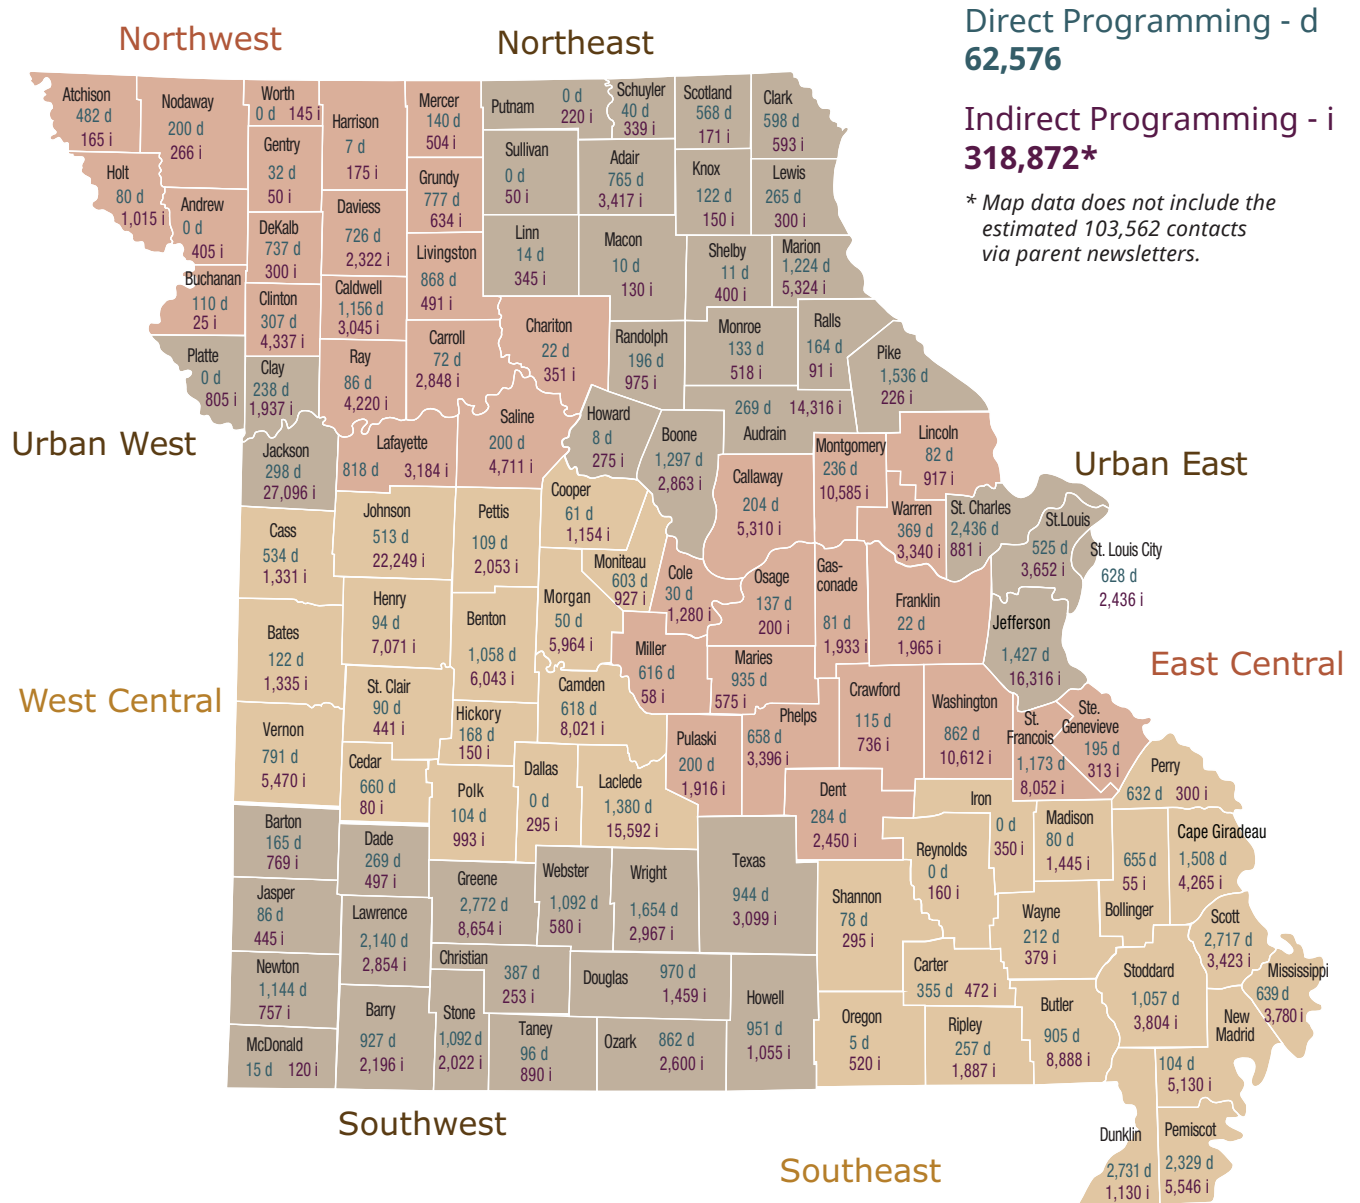 Northwest
Northeast
Direct Programming - d
62,576
Indirect Programming - i
318,872*
* Map data does not include the
estimated 103,562 contacts
via parent newsletters.
Atchison
482 d
165 i
Nodaway
200 d
266 i
Worth
0 d 145 i
Gentry
32 d
50 i
Harrison
7 d
175 i
Mercer
140 d
504 i
Putnam
0 d
220 i
Schuyler
40 d
339 i
Scotland
568 d
171 i
Clark
598 d
593 i
Holt
80 d
1,015 i
Andrew
0 d
405 i
DeKalb
737 d
300 i
Daviess
726 d
2,322 i
Grundy
777 d
634 i
Sullivan
0 d
50 i
Adair
765 d
3,417 i
Knox
122 d
150 i
Lewis
265 d
300 i
Buchanan
110 d
25 i
Clinton
307 d
4,337 i
Caldwell
1,156 d
3,045 i
Livingston
868 d
491 i
Linn
14 d
345 i
Macon
10 d
130 i
Shelby
11 d
400 i
Marion
1,224 d
5,324 i
Platte
0 d
805 i
Clay
238 d
1,937 i
Ray
86 d
4,220 i
Carroll
72 d
2,848 i
Chariton
22 d
351 i
Randolph
196 d
975 i
Monroe
133 d
518 i
Ralls
164 d
91 i
Pike
1,536 d
226 i
Urban West
Jackson
298 d
27,096 i
Lafayette
818 d 3,184 i
Saline
200 d
4,711 i
Howard
8 d
275 i
Boone
1,297 d
2,863 i
269 d 14,316 i
Audrain
Callaway
204 d
5,310 i
Montgomery
236 d
10,585 i
Lincoln
82 d
917 i
Warren
369 d
3,340 i
Urban East
St. Charles
2,436 d
881 i
St.Louis
525 d
3,652 i
St. Louis City
628 d
2,436 i
Cass
534 d
1,331 i
Johnson
513 d
22,249 i
Pettis
109 d
2,053 i
Cooper
61 d
1,154 i
Moniteau
603 d
927 i
Cole
30 d
1,280 i
Osage
137 d
200 i
Gas-
conade
81 d
1,933 i
Franklin
22 d
1,965 i
Jefferson
1,427 d
16,316 i
East Central
West Central
Bates
122 d
1,335 i
Henry
94 d
7,071 i
Benton
1,058 d
6,043 i
Morgan
50 d
5,964 i
Miller
616 d
58 i
Maries
935 d
575 i
Vernon
791 d
5,470 i
St. Clair
90 d
441 i
Hickory
168 d
150 i
Camden
618 d
8,021 i
Pulaski
200 d
1,916 i
Phelps
658 d
3,396 i
Crawford
115 d
736 i
Washington
862 d
10,612 i
St.
Francois
1,173 d
8,052 i
Ste.
Genevieve
195 d
313 i
Perry
632 d 300 i
Cedar
660 d
80 i
Polk
104 d
993 i
Dallas
0 d
295 i
Laclede
1,380 d
15,592 i
Dent
284 d
2,450 i
Iron
0 d
350 i
Madison
80 d
1,445 i
655 d
55 i
Bollinger
Cape Giradeau
1,508 d
4,265 i
Barton
165 d
769 i
Dade
269 d
497 i
Greene
2,772 d
8,654 i
Webster
1,092 d
580 i
Wright
1,654 d
2,967 i
Texas
944 d
3,099 i
Shannon
78 d
295 i
Reynolds
0 d
160 i
Wayne
212 d
379 i
Scott
2,717 d
3,423 i
Mississippi
639 d
3,780 i
Jasper
86 d
445 i
Lawrence
2,140 d
2,854 i
Christian
387 d
253 i
Douglas
970 d
1,459 i
Howell
951 d
1,055 i
Carter
355 d 472 i
Stoddard
1,057 d
3,804 i
New
Madrid
104 d
5,130 i
Newton
1,144 d
757 i
Barry
927 d
2,196 i
Stone
1,092 d
2,022 i
Taney
96 d
890 i
Ozark
862 d
2,600 i
Oregon
5 d
520 i
Ripley
257 d
1,887 i
Butler
905 d
8,888 i
McDonald
15 d 120 i
Southwest
Southeast
Dunklin
2,731 d
1,130 i
Pemiscot
2,329 d
5,546 i